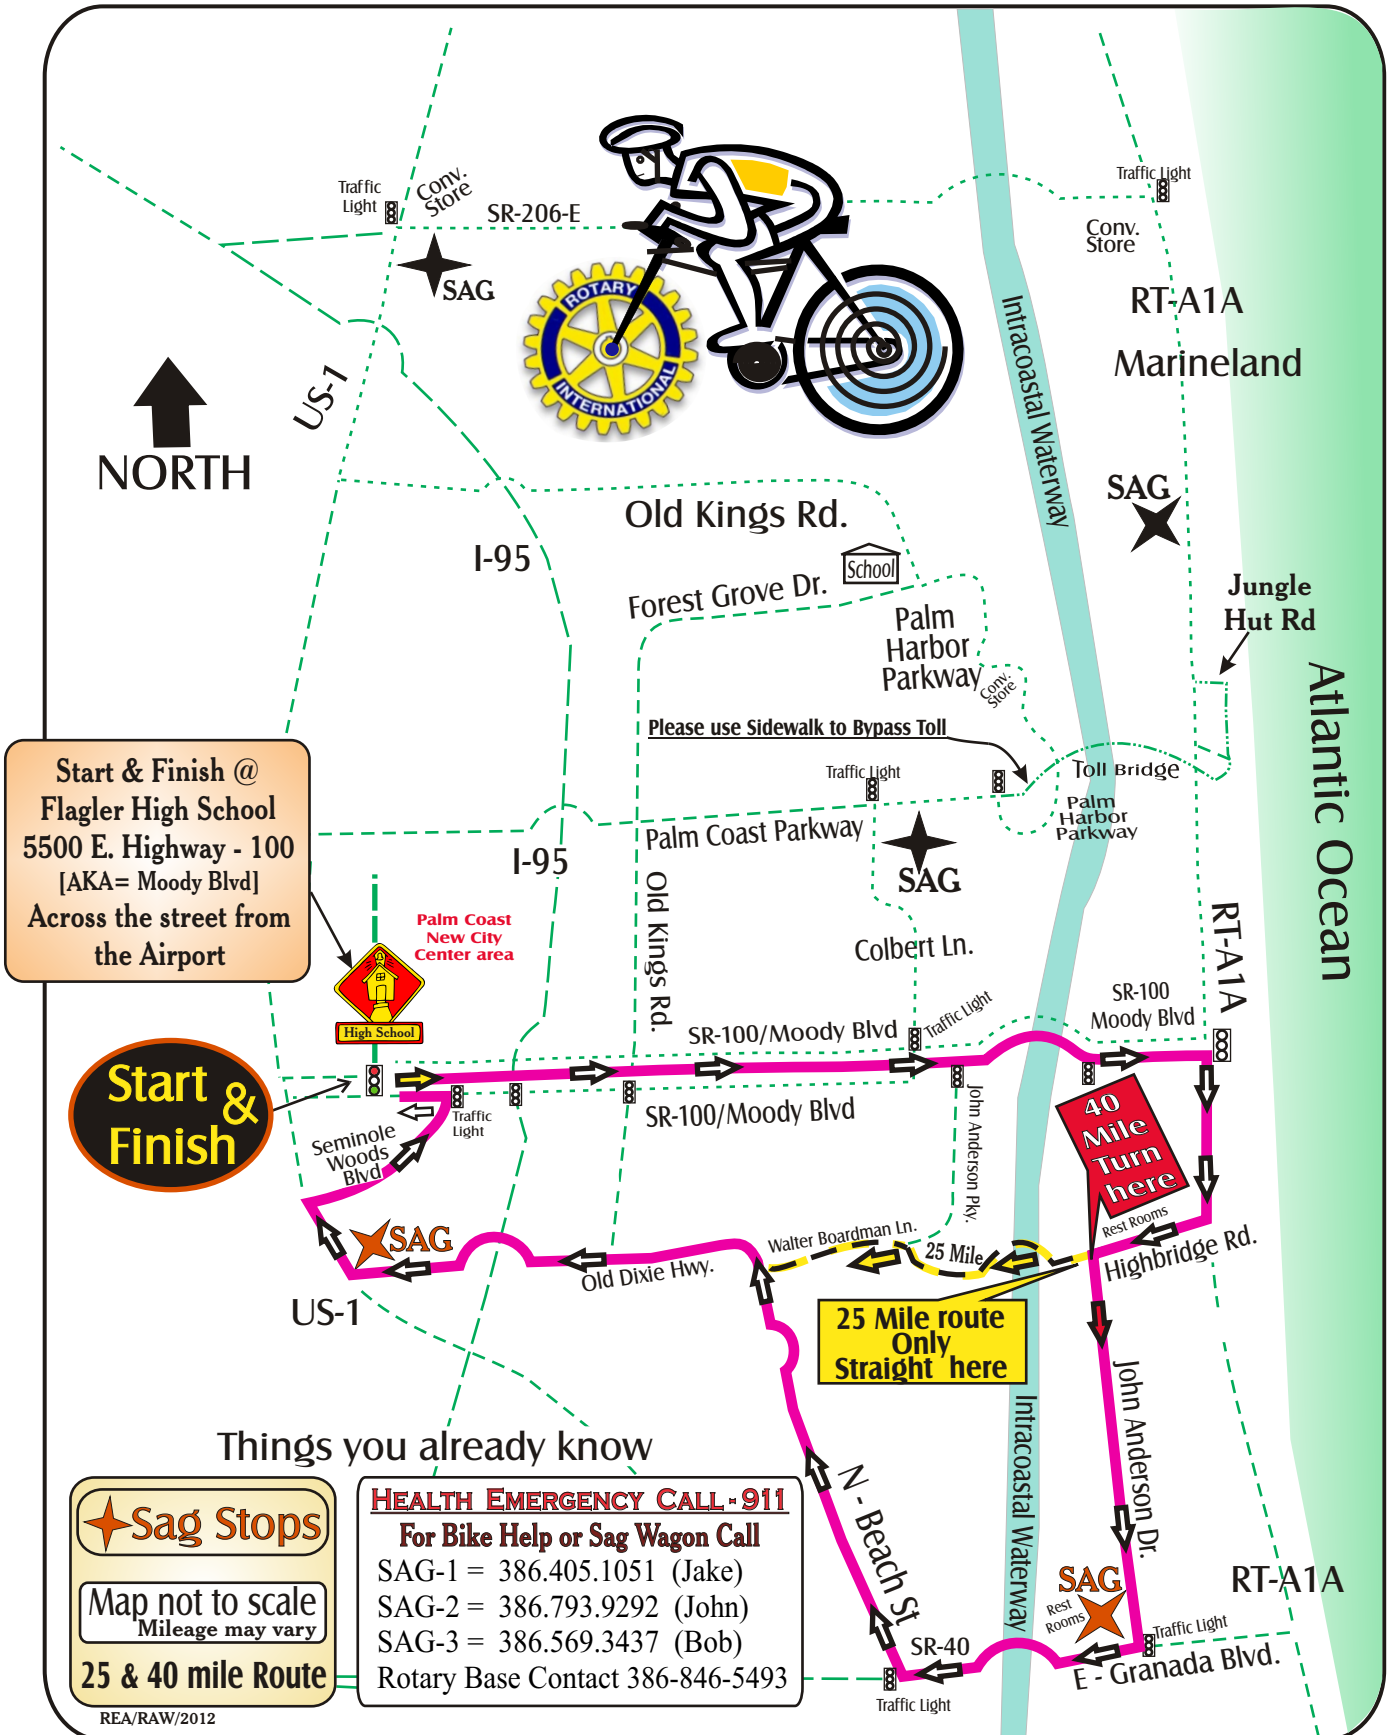 Traffic
Light
Conv.
Store
SR-206-E
SAG
ROTARY
INTERNATIONAL
Traffic Light
Conv.
Store
RT-A1A
Marineland
Intracoastal Waterway
US-1
NORTH
SAG
Old Kings Rd.
I-95
School
Forest Grove Dr.
Jungle
Hut Rd
Palm
Harbor
Parkway
Conv.
Store
Atlantic Ocean
Please use Sidewalk to Bypass Toll
Traffic Light
Toll Bridge
Palm
Harbor
Parkway
Start & Finish @
Flagler High School
5500 E. Highway - 100
[AKA= Moody Blvd]
Across the street from
the Airport
Palm Coast Parkway
I-95
SAG
Old Kings Rd.
Palm Coast
New City
Center area
Colbert Ln.
RT-A1A
High School
SR-100/Moody Blvd
Traffic Light
SR-100
Moody Blvd
Start &
Finish
Traffic
Light
SR-100/Moody Blvd
John Anderson Pky.
40
Mile
Turn
here
Seminole
Woods
Blvd
Rest Rooms
SAG
Walter Boardman Ln.
25 Mile
Highbridge Rd.
Old Dixie Hwy.
US-1
25 Mile route
Only
Straight here
John Anderson Dr.
Intracoastal Waterway
N - Beach St
Things you already know
Sag Stops
Map not to scale
Mileage may vary
25 & 40 mile Route
HEALTH EMERGENCY CALL - 911
For Bike Help or Sag Wagon Call
SAG-1 = 386.405.1051 (Jake)
SAG-2 = 386.793.9292 (John)
SAG-3 = 386.569.3437 (Bob)
Rotary Base Contact 386-846-5493
SAG
Rest
Rooms
RT-A1A
Traffic Light
SR-40
E - Granada Blvd.
Traffic Light
REA/RAW/2012